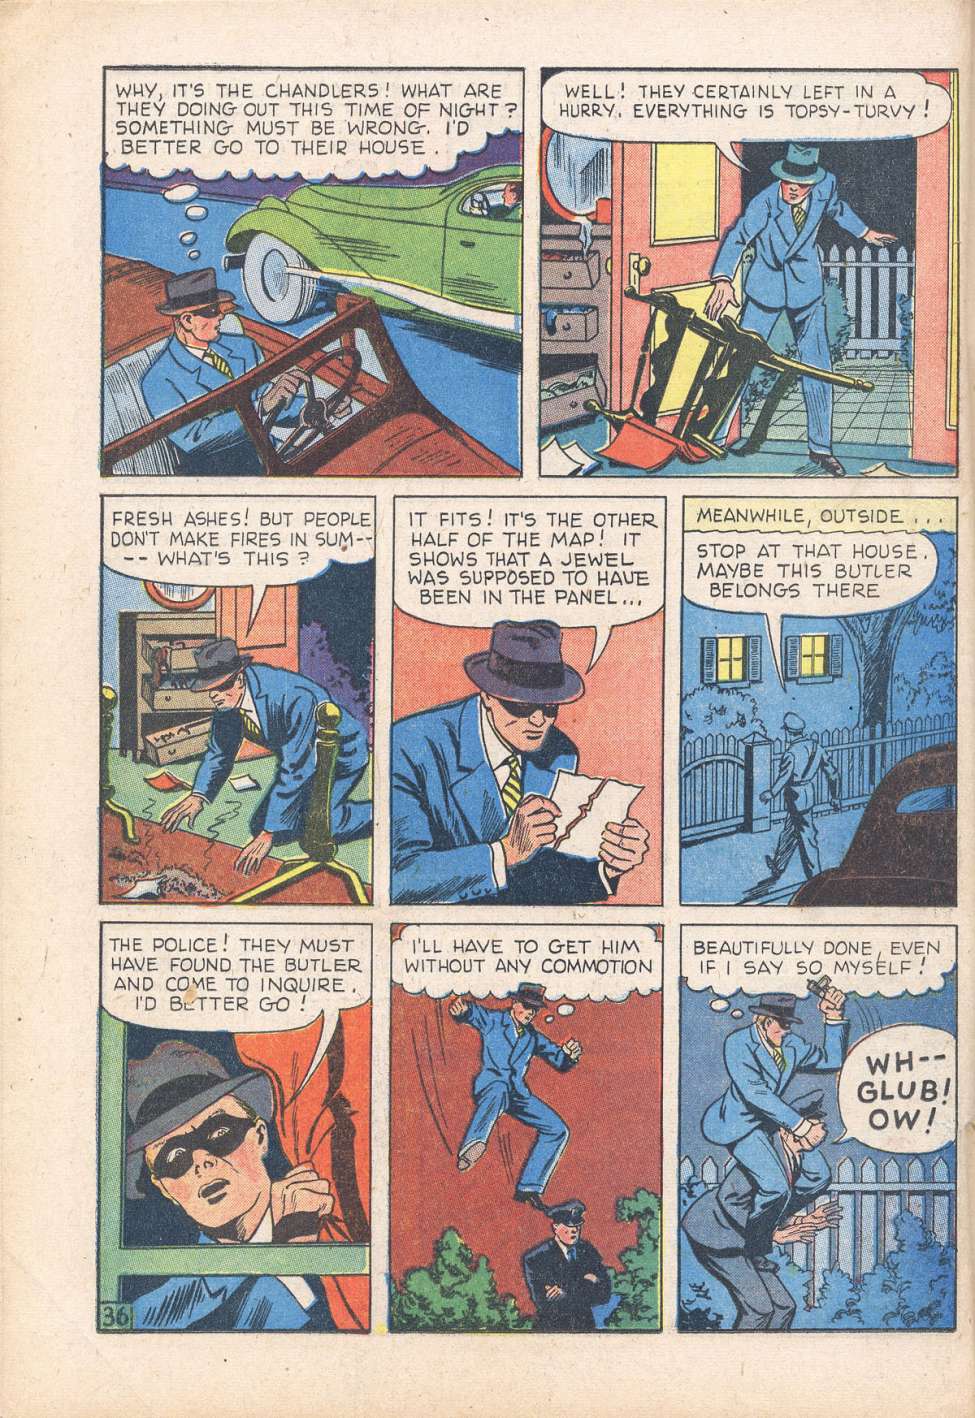 WHY, IT'S THE CHANDLERS! WHAT ARE
THEY DOING OUT THIS TIME OF NIGHT?
SOMETHING MUST BE WRONG. I'D
BETTER GO TO THEIR HOUSE.
WELL! THEY CERTAINLY LEFT IN A
HURRY. EVERYTHING IS TOPSY-TURVY!
FRESH ASHES! BUT PEOPLE
DON'T MAKE FIRES IN SUM--
-- WHAT'S THIS?
IT FITS! IT'S THE OTHER
HALF OF THE MAP! IT
SHOWS THAT A JEWEL
WAS SUPPOSED TO HAVE
BEEN IN THE PANEL...
MEANWHILE, OUTSIDE ...
STOP AT THAT HOUSE.
MAYBE THIS BUTLER
BELONGS THERE
THE POLICE! THEY MUST
HAVE FOUND THE BUTLER
AND COME TO INQUIRE.
I'D BETTER GO!
I'LL HAVE TO GET HIM
WITHOUT ANY COMMOTION
BEAUTIFULLY DONE, EVEN
IF I SAY SO MYSELF!
WH--
GLUB!
OW!
36